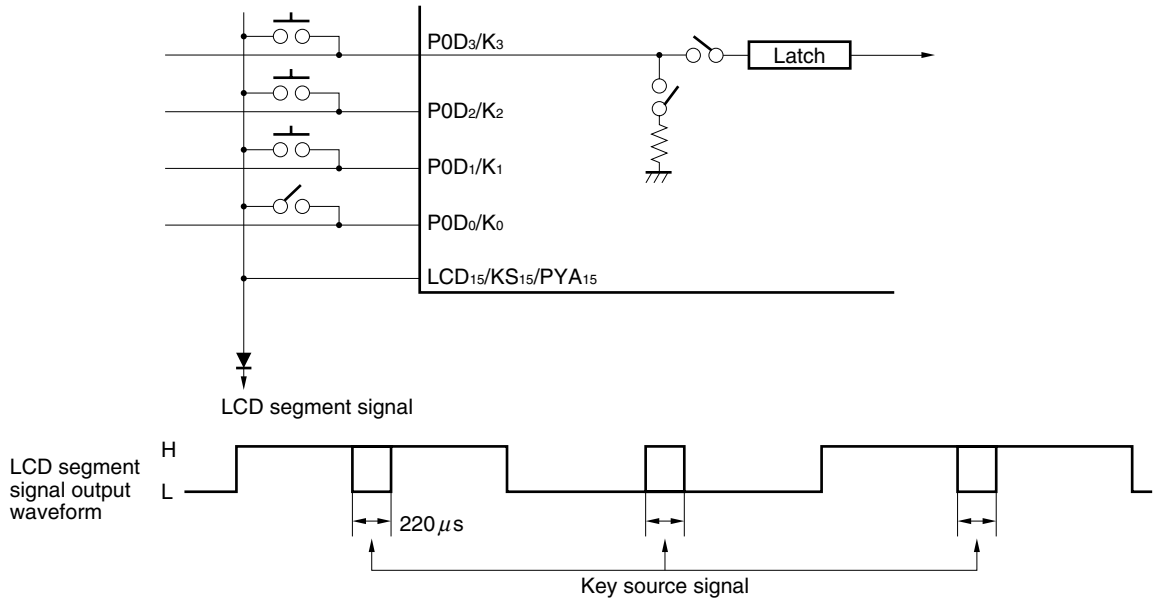 P0D3/K3
Latch
P0D2/K2
P0D1/K1
P0D0/K0
LCD15/KS15/PYA15
LCD segment signal
LCD segment
signal output
waveform
H
L
220 μs
Key source signal